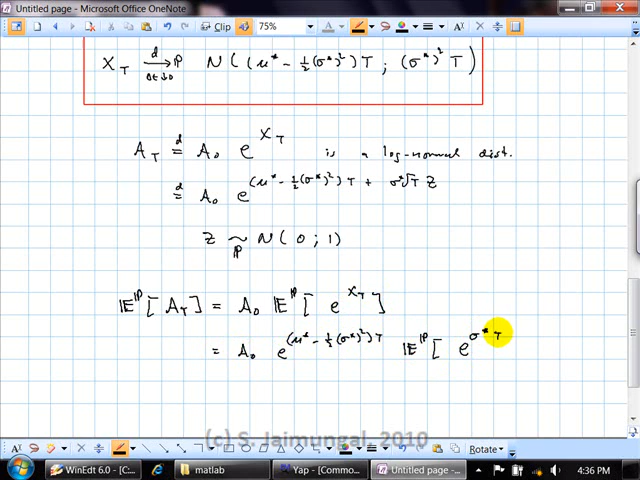 Untitled page - Microsoft Office OneNote
Clip 75%
X_T →^d_{Δt↓0} ℙ N( (μ* - ½(σ*)²)T ; (σ*)² T )
A_T =^d A_0 e^{X_T} is a log-normal dist.
=^d A_0 e^{(μ* - ½(σ*)²)T + σ*√T Z}
Z ~_ℙ N( 0 ; 1 )
𝔼^ℙ[ A_T ] = A_0 𝔼^ℙ[ e^{X_T} ]
= A_0 e^{(μ* - ½(σ*)²)T} 𝔼^ℙ[ e^{σ* T
(c) S. Jaimungal, 2010
Rotate
WinEdt 6.0 - [C:... matlab Yap - [Commo... Untitled page - ... 4:36 PM